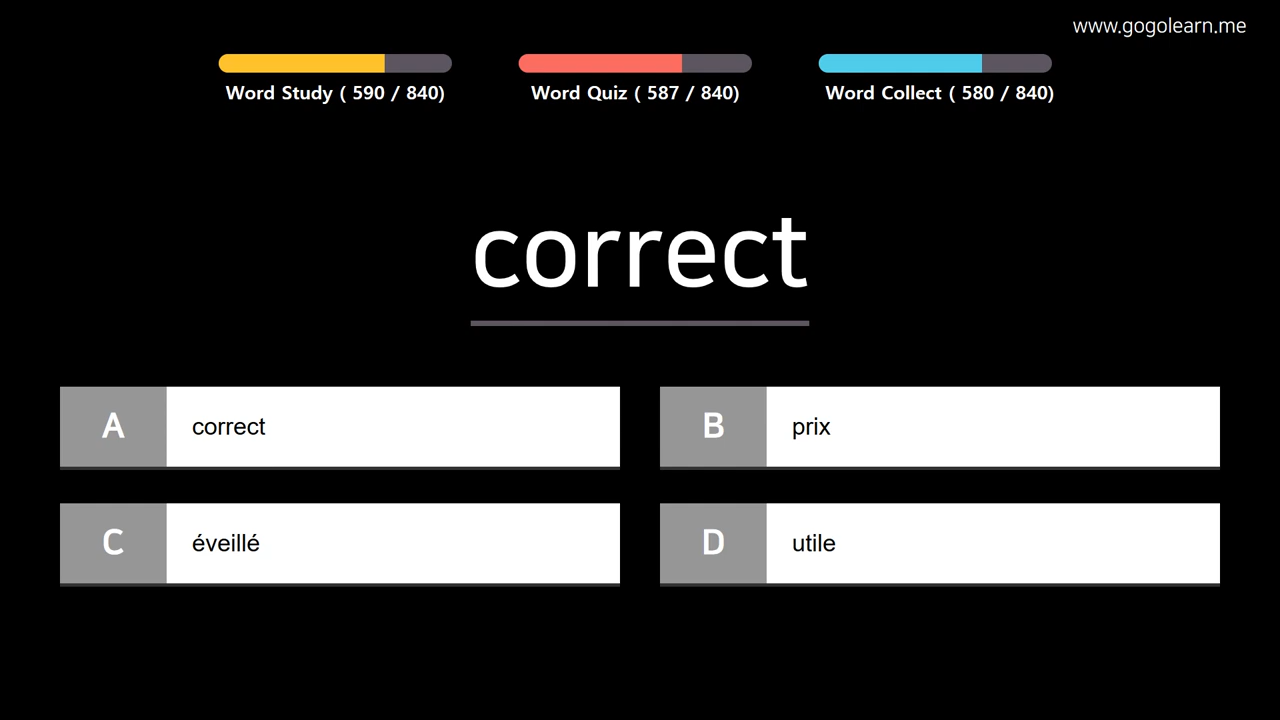 www.gogolearn.me
Word Study ( 590 / 840)
Word Quiz ( 587 / 840)
Word Collect ( 580 / 840)
correct
A correct
B prix
C éveillé
D utile